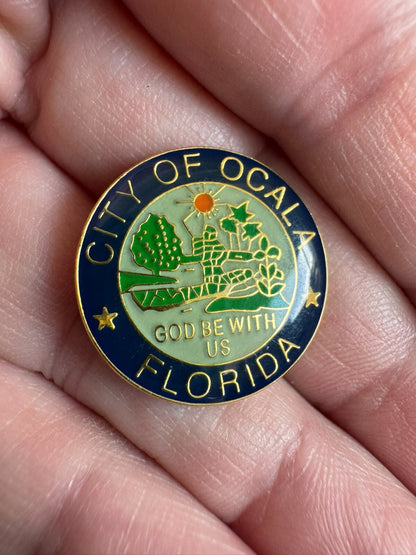 CITY OF OCALA
GOD BE WITH
US
FLORIDA